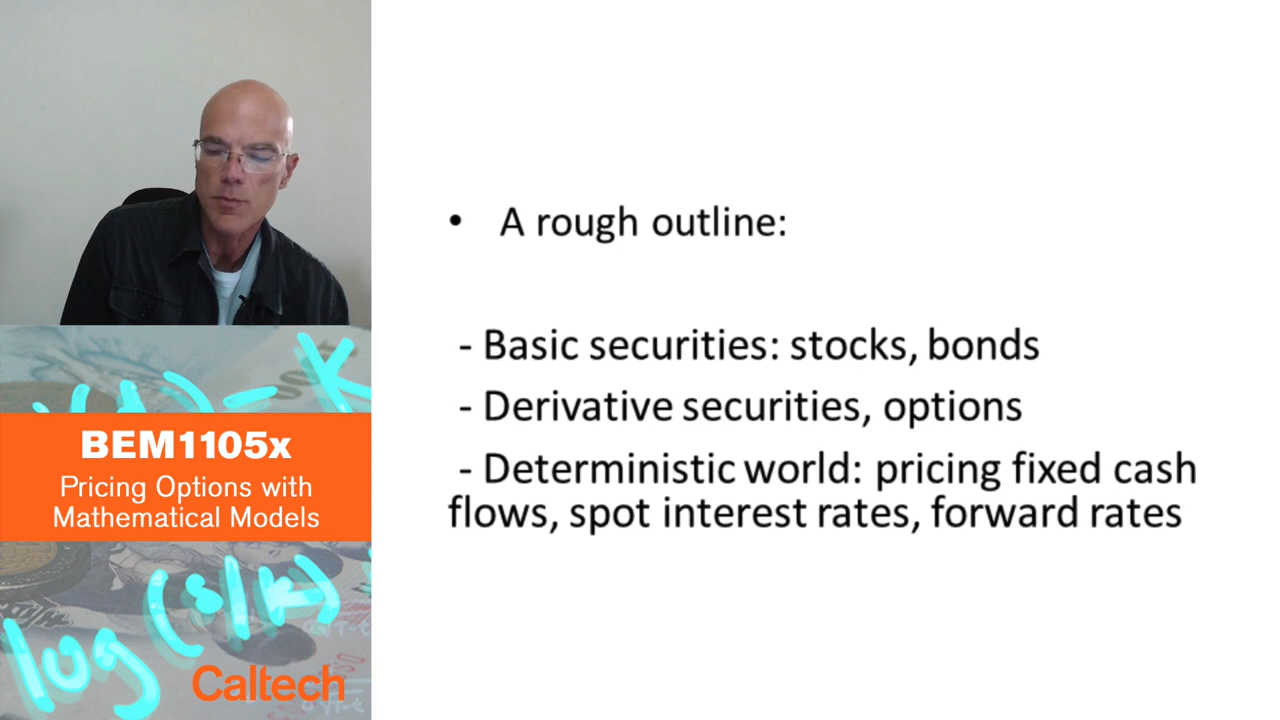 • A rough outline:
- Basic securities: stocks, bonds
- Derivative securities, options
- Deterministic world: pricing fixed cash
flows, spot interest rates, forward rates
BEM1105x
Pricing Options with
Mathematical Models
log(s/k)
Caltech